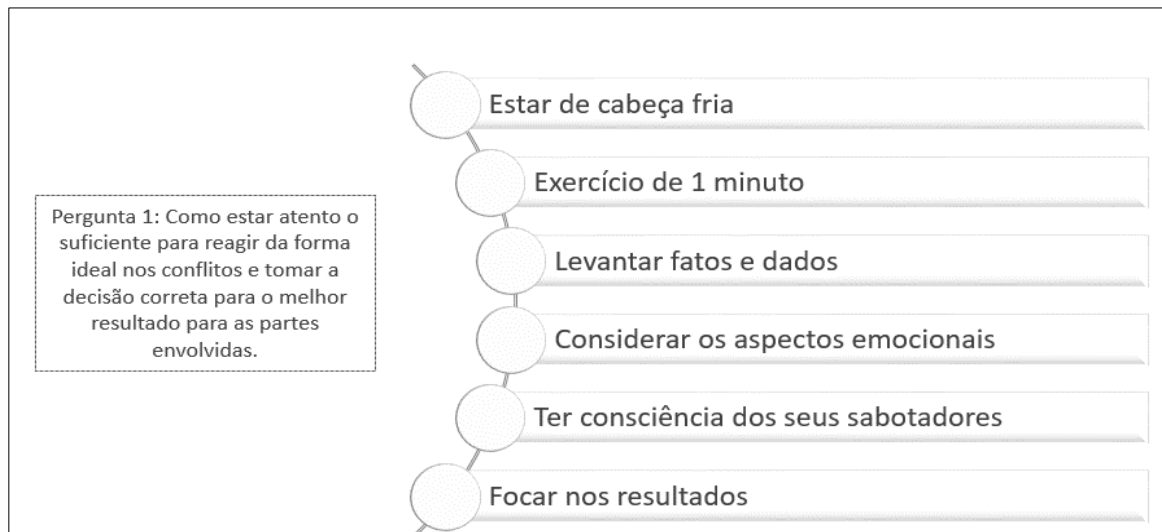 Pergunta 1: Como estar atento o
suficiente para reagir da forma
ideal nos conflitos e tomar a
decisão correta para o melhor
resultado para as partes
envolvidas.
Estar de cabeça fria
Exercício de 1 minuto
Levantar fatos e dados
Considerar os aspectos emocionais
Ter consciência dos seus sabotadores
Focar nos resultados